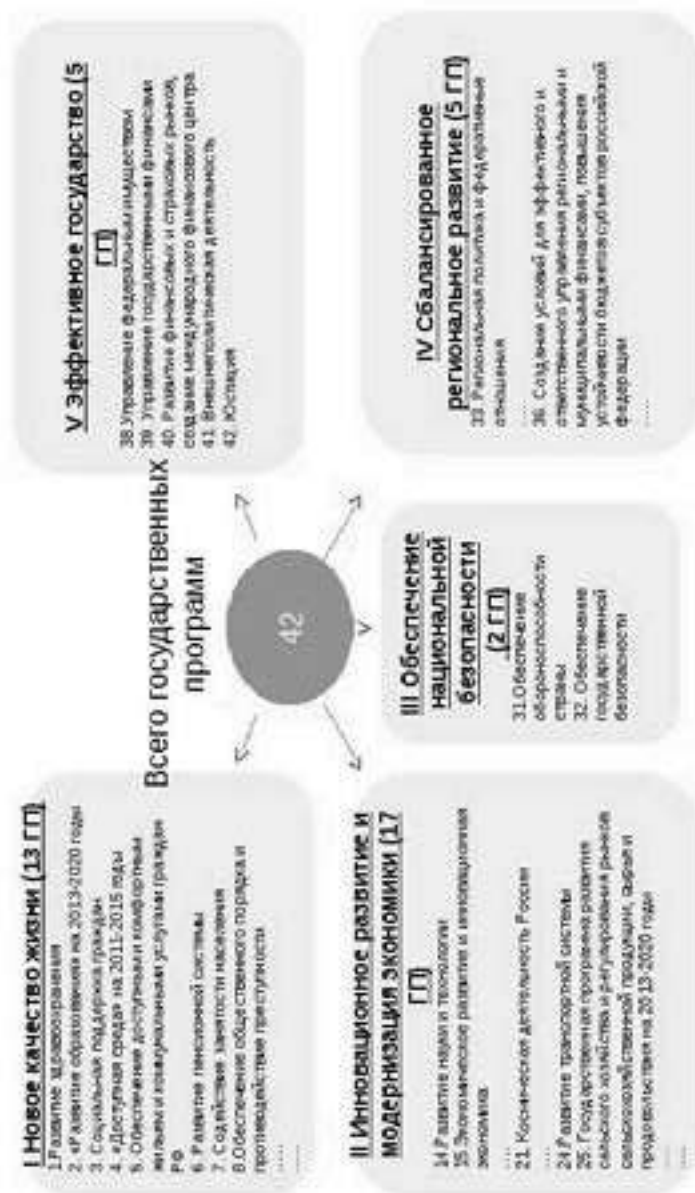 I Новое качество жизни (13 ГП)
1.Развитие здравоохранения
2. «Развитие образования» на 2013-2020 годы
3. Социальная поддержка граждан
4. «Доступная среда» на 2011-2015 годы
5. Обеспечение доступным и комфортным
жильем и коммунальными услугами граждан
РФ
6. Развитие пенсионной системы
7. Содействие занятости населения
8.Обеспечение общественного порядка и
противодействие преступности
.....
.....
Всего государственных
программ
42
V Эффективное государство (5
ГП)
38.Управление федеральным имуществом
39. Управление государственными финансами
40. Развитие финансовых и страховых рынков,
создание международного финансового центра
41. Внешнеполитическая деятельность
42. Юстиция
II Инновационное развитие и
модернизация экономики (17
ГП)
14.Развитие науки и технологий
15.Экономическое развитие и инновационная
экономика
....
21. Космическая деятельность России
....
24.Развитие транспортной системы
25. Государственная программа развития
сельского хозяйства и регулирования рынков
сельскохозяйственной продукции, сырья и
продовольствия на 2013-2020 годы
.....
III Обеспечение
национальной
безопасности
(2 ГП)
31.Обеспечение
обороноспособности
страны
32. Обеспечение
государственной
безопасности
IV Сбалансированное
региональное развитие (5 ГП)
33. Региональная политика и федеративные
отношения
....
36. Создание условий для эффективного и
ответственного управления региональными и
муниципальными финансами, повышения
устойчивости бюджетов субъектов российской
федерации
.....